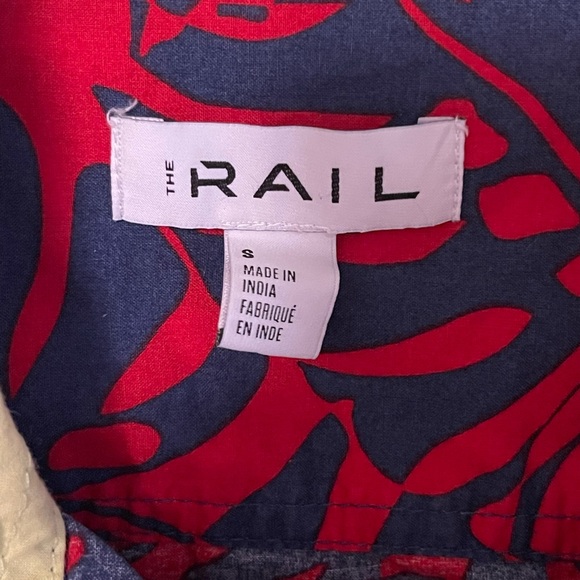 THE RAIL
S
MADE IN
INDIA
FABRIQUÉ
EN INDE